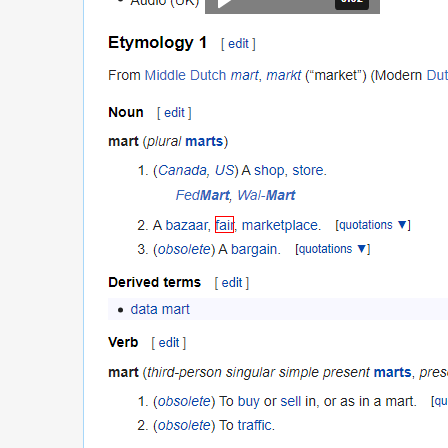 Audio (UK)
Etymology 1 [ edit ]
From Middle Dutch mart, markt (“market”) (Modern Dut
Noun [ edit ]
mart (plural marts)
1. (Canada, US) A shop, store.
FedMart, Wal-Mart
2. A bazaar, fair, marketplace. [quotations ▼]
3. (obsolete) A bargain. [quotations ▼]
Derived terms [ edit ]
• data mart
Verb [ edit ]
mart (third-person singular simple present marts, pres
1. (obsolete) To buy or sell in, or as in a mart. [qu
2. (obsolete) To traffic.